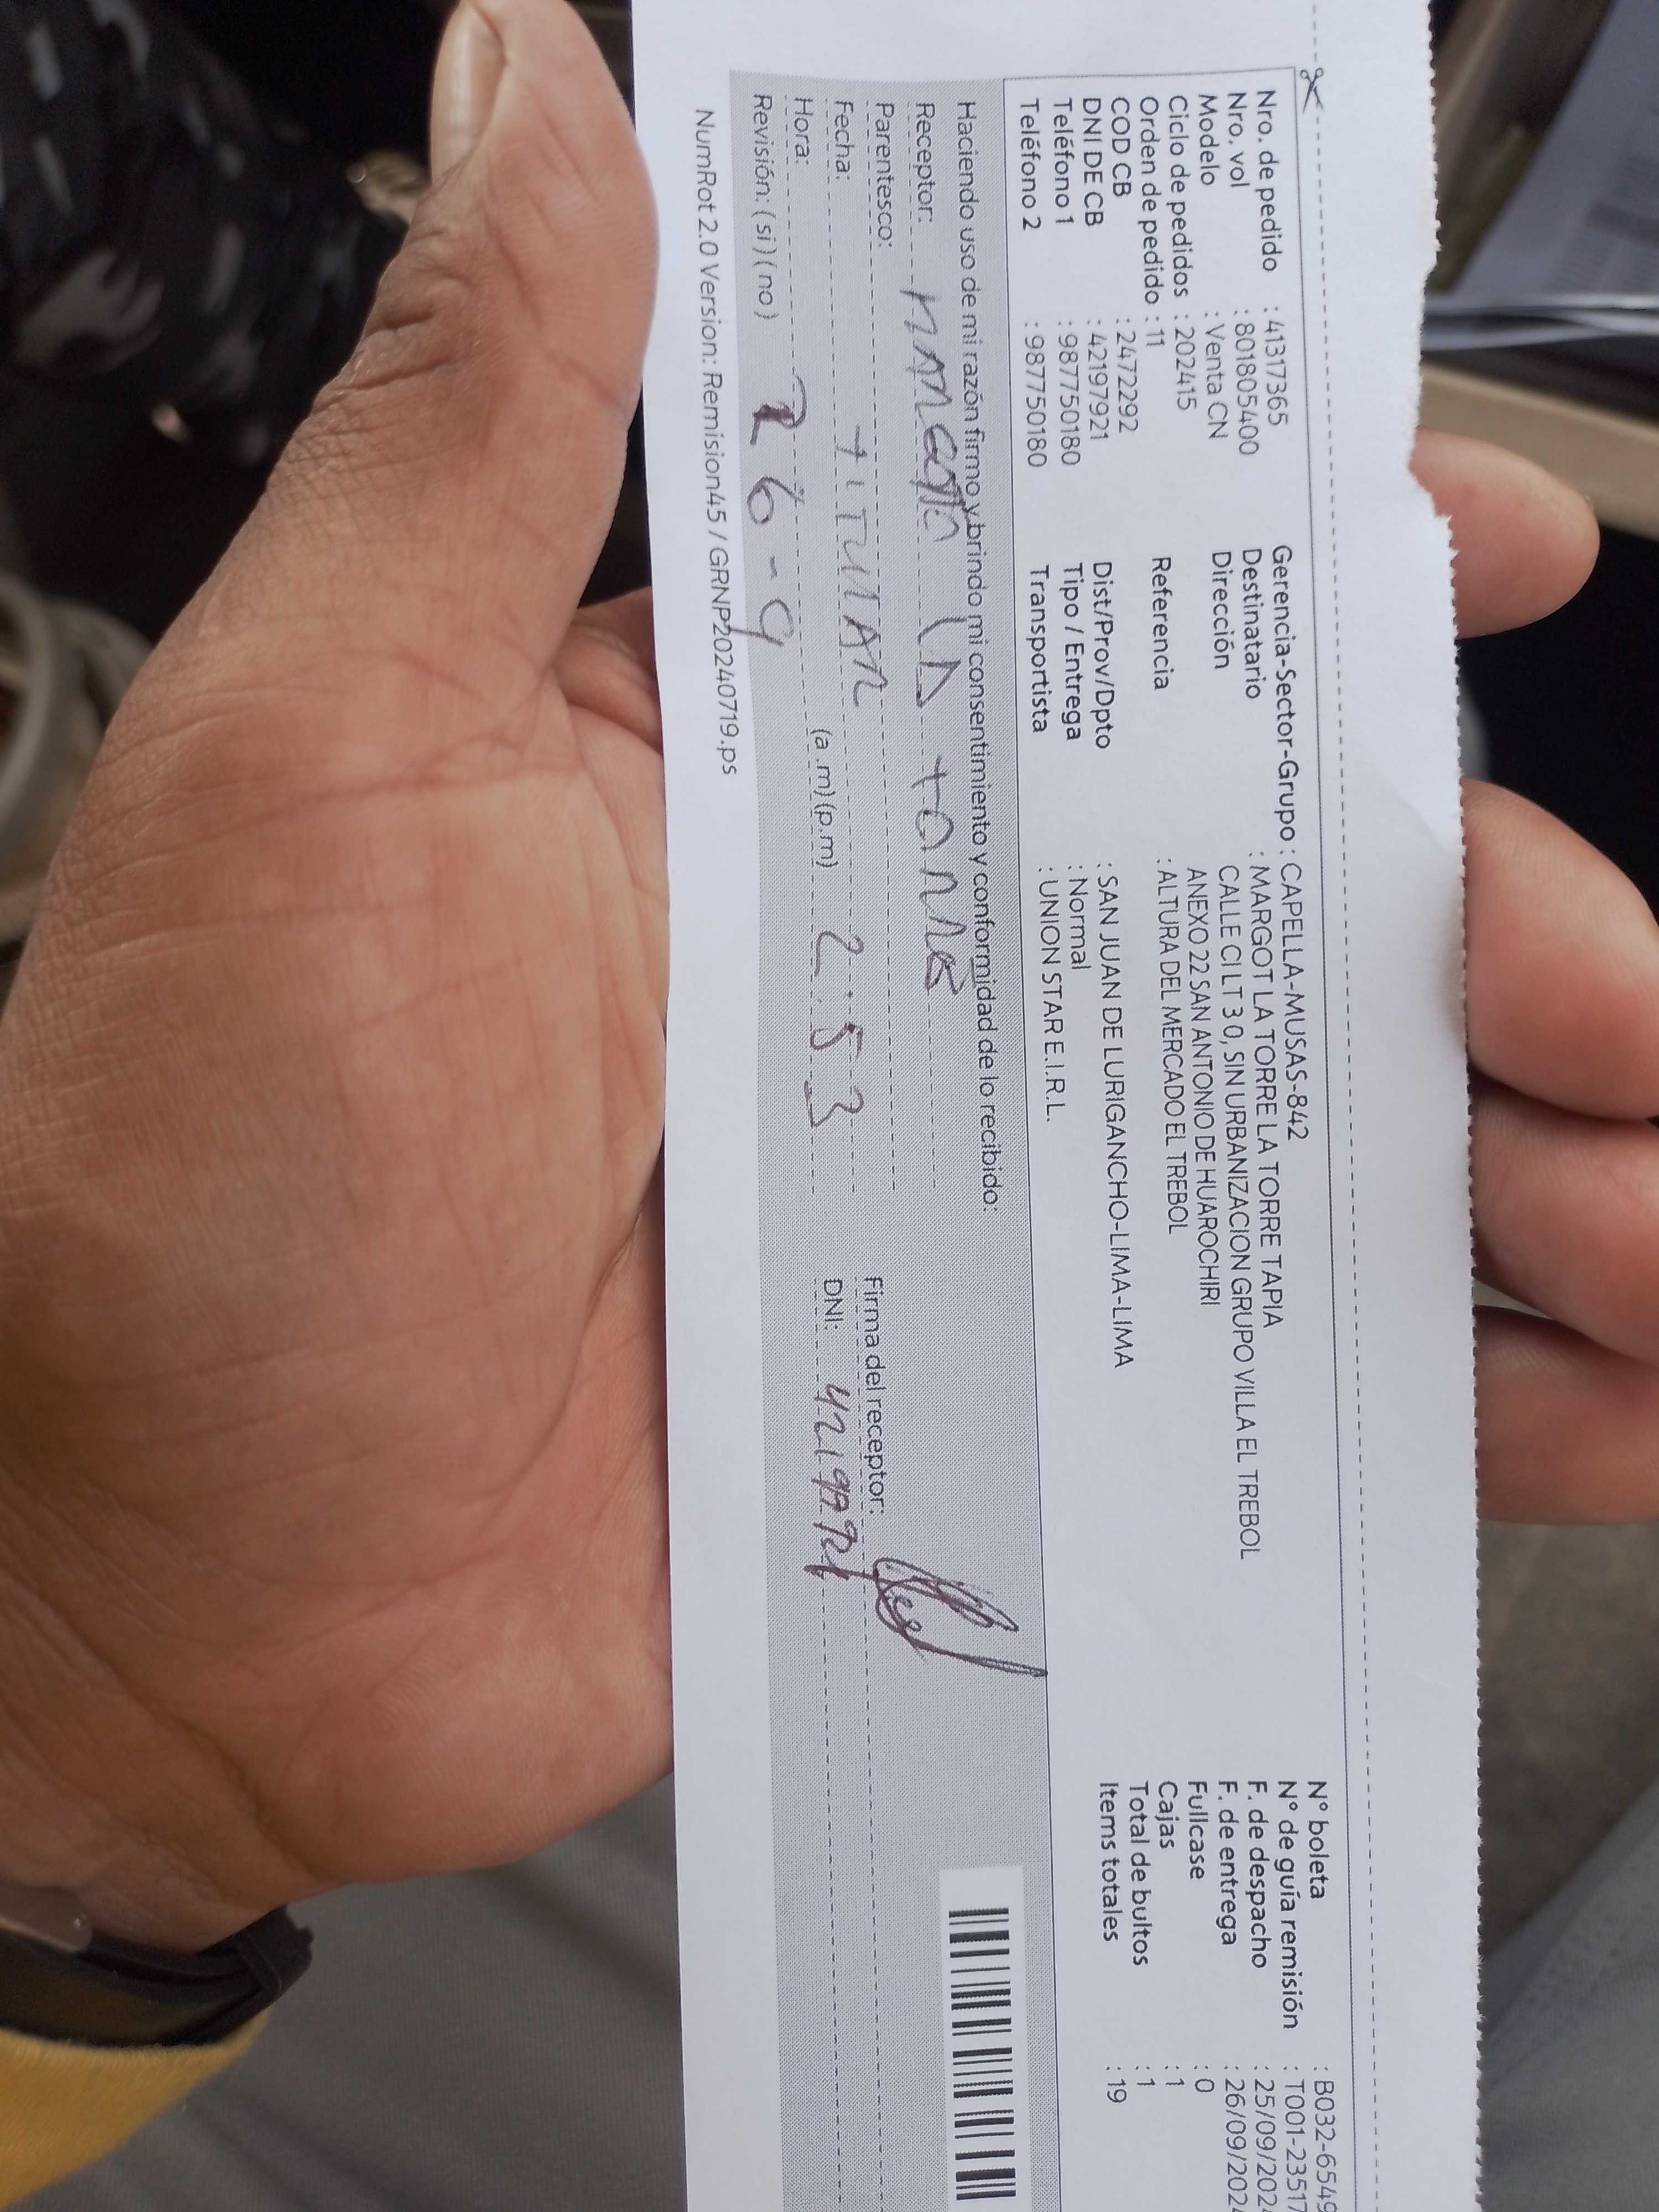 Nro. de pedido : 41317365
Nro. vol : 801805400
Modelo : Venta CN
Ciclo de pedidos : 202415
Orden de pedido : 11
COD CB : 2472292
DNI DE CB : 42197921
Teléfono 1 : 987750180
Teléfono 2 : 987750180
Gerencia-Sector-Grupo : CAPELLA-MUSAS-842
Destinatario : MARGOT LA TORRE LA TORRE TAPIA
Dirección CALLE CI LT 3 0, SIN URBANIZACION GRUPO VILLA EL TREBOL
ANEXO 22 SAN ANTONIO DE HUAROCHIRI
Referencia : ALTURA DEL MERCADO EL TREBOL
Dist/Prov/Dpto : SAN JUAN DE LURIGANCHO-LIMA-LIMA
Tipo / Entrega : Normal
Transportista : UNION STAR E.I.R.L.
N° boleta : B032-6549
N° de guía remisión : T001-23517
F. de despacho : 25/09/202
F. de entrega : 26/09/202
Fullcase : 0
Cajas : 1
Total de bultos : 1
Items totales : 19
Haciendo uso de mi razón firmo y brindo mi consentimiento y conformidad de lo recibido:
Receptor:
Parentesco: TITULAR
Fecha: 26-9
Hora: (a.m) (p.m) 2:53
Revisión: ( si ) ( no )
Firma del receptor:
DNI: 42197921
NumRot 2.0 Version: Remision45 / GRNP20240719.ps